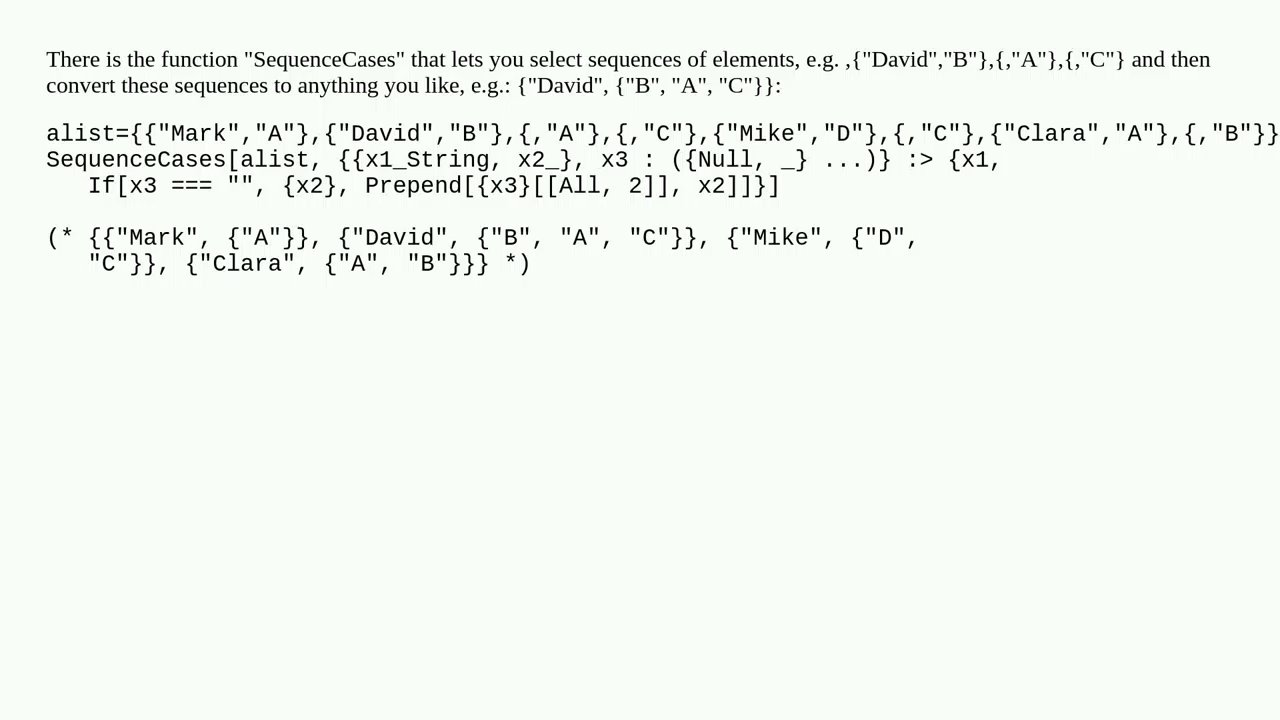 There is the function "SequenceCases" that lets you select sequences of elements, e.g. ,{"David","B"},{,"A"},{,"C"} and then
convert these sequences to anything you like, e.g.: {"David", {"B", "A", "C"}}:
alist={{"Mark","A"},{"David","B"},{,"A"},{,"C"},{"Mike","D"},{,"C"},{"Clara","A"},{,"B"}}
SequenceCases[alist, {{x1_String, x2_}, x3 : ({Null, _} ...)} :> {x1,
   If[x3 === "", {x2}, Prepend[{x3}[[All, 2]], x2]]}]
(* {{"Mark", {"A"}}, {"David", {"B", "A", "C"}}, {"Mike", {"D",
   "C"}}, {"Clara", {"A", "B"}}} *)